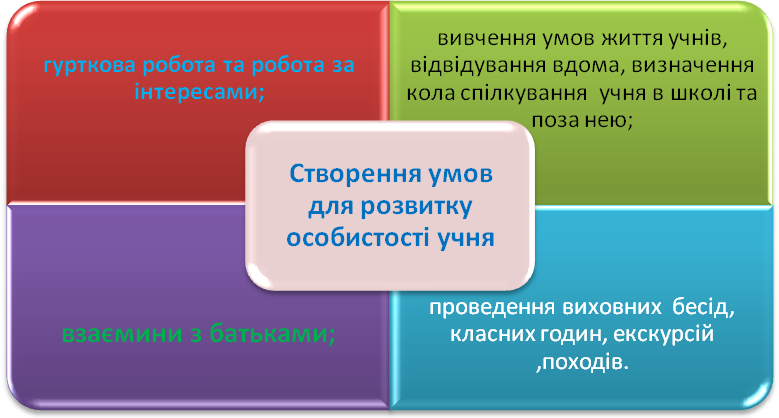 гурткова робота та робота за
інтересами;
вивчення умов життя учнів,
відвідування вдома, визначення
кола спілкування учня в школі та
поза нею;
Створення умов
для розвитку
особистості учня
взаємини з батьками;
проведення виховних бесід,
класних годин, екскурсій
,походів.